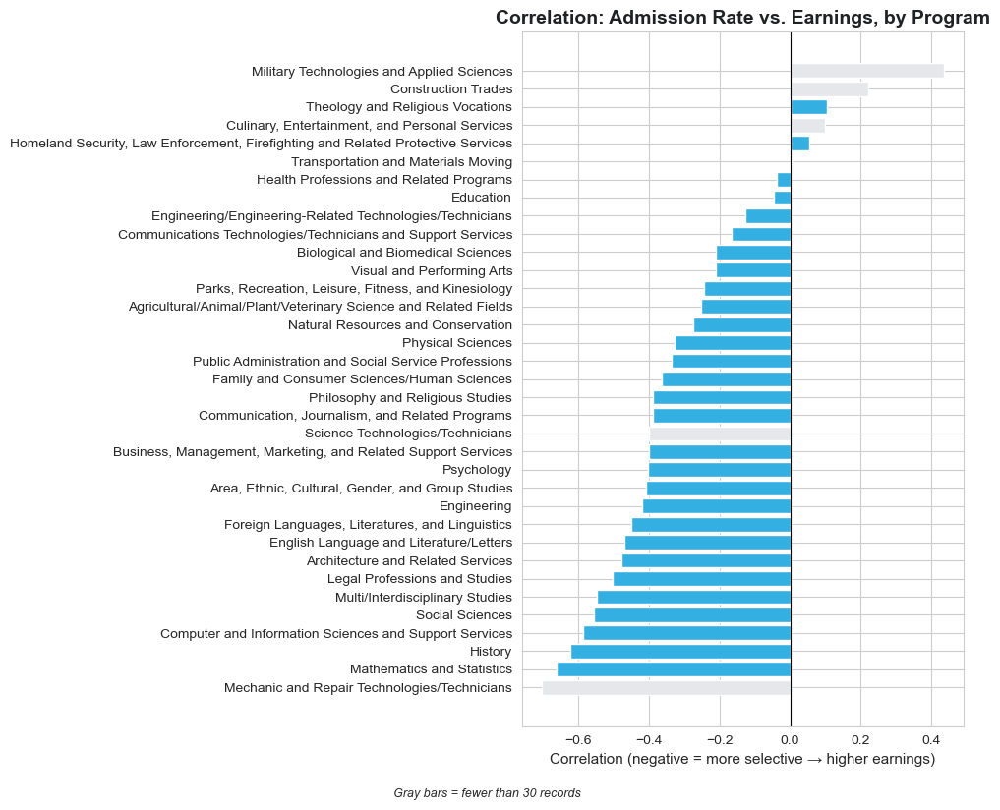 Correlation: Admission Rate vs. Earnings, by Program
Military Technologies and Applied Sciences
Construction Trades
Theology and Religious Vocations
Culinary, Entertainment, and Personal Services
Homeland Security, Law Enforcement, Firefighting and Related Protective Services
Transportation and Materials Moving
Health Professions and Related Programs
Education
Engineering/Engineering-Related Technologies/Technicians
Communications Technologies/Technicians and Support Services
Biological and Biomedical Sciences
Visual and Performing Arts
Parks, Recreation, Leisure, Fitness, and Kinesiology
Agricultural/Animal/Plant/Veterinary Science and Related Fields
Natural Resources and Conservation
Physical Sciences
Public Administration and Social Service Professions
Family and Consumer Sciences/Human Sciences
Philosophy and Religious Studies
Communication, Journalism, and Related Programs
Science Technologies/Technicians
Business, Management, Marketing, and Related Support Services
Psychology
Area, Ethnic, Cultural, Gender, and Group Studies
Engineering
Foreign Languages, Literatures, and Linguistics
English Language and Literature/Letters
Architecture and Related Services
Legal Professions and Studies
Multi/Interdisciplinary Studies
Social Sciences
Computer and Information Sciences and Support Services
History
Mathematics and Statistics
Mechanic and Repair Technologies/Technicians
−0.6 −0.4 −0.2 0.0 0.2 0.4
Correlation (negative = more selective → higher earnings)
Gray bars = fewer than 30 records